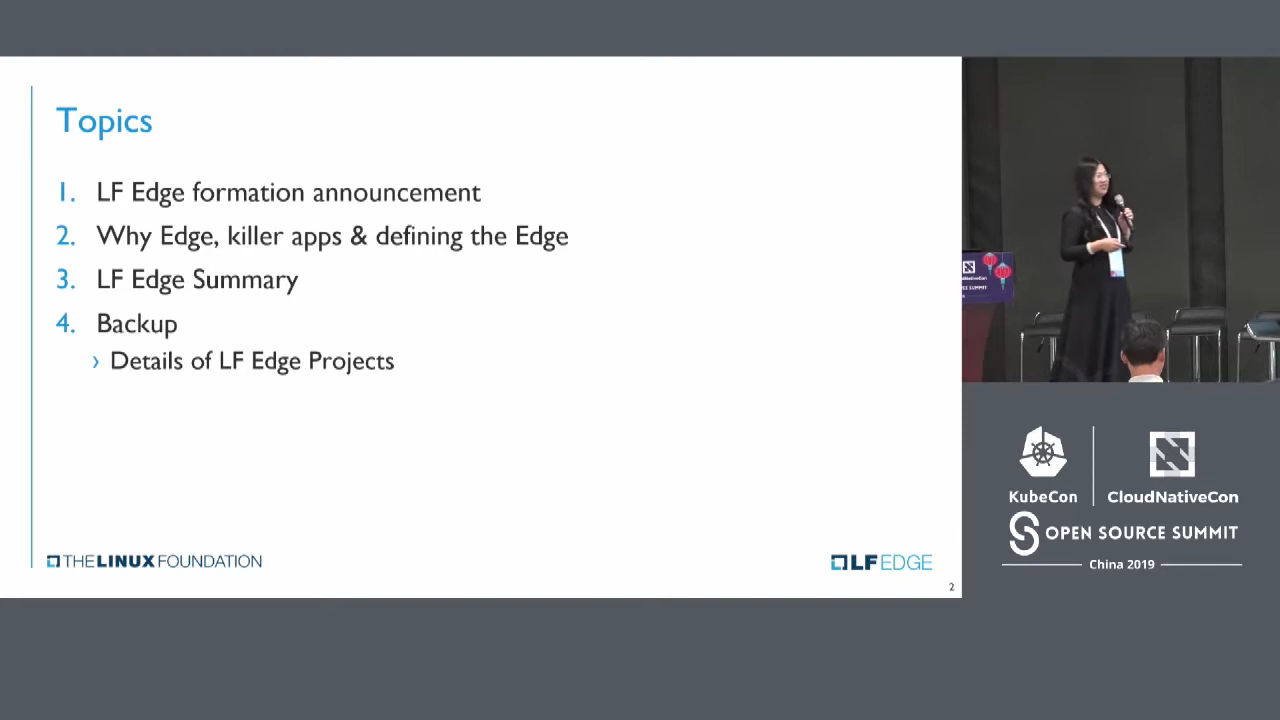 Topics
1. LF Edge formation announcement
2. Why Edge, killer apps & defining the Edge
3. LF Edge Summary
4. Backup
› Details of LF Edge Projects
THE LINUX FOUNDATION
LF EDGE
2
KubeCon
CloudNativeCon
OPEN SOURCE SUMMIT
China 2019